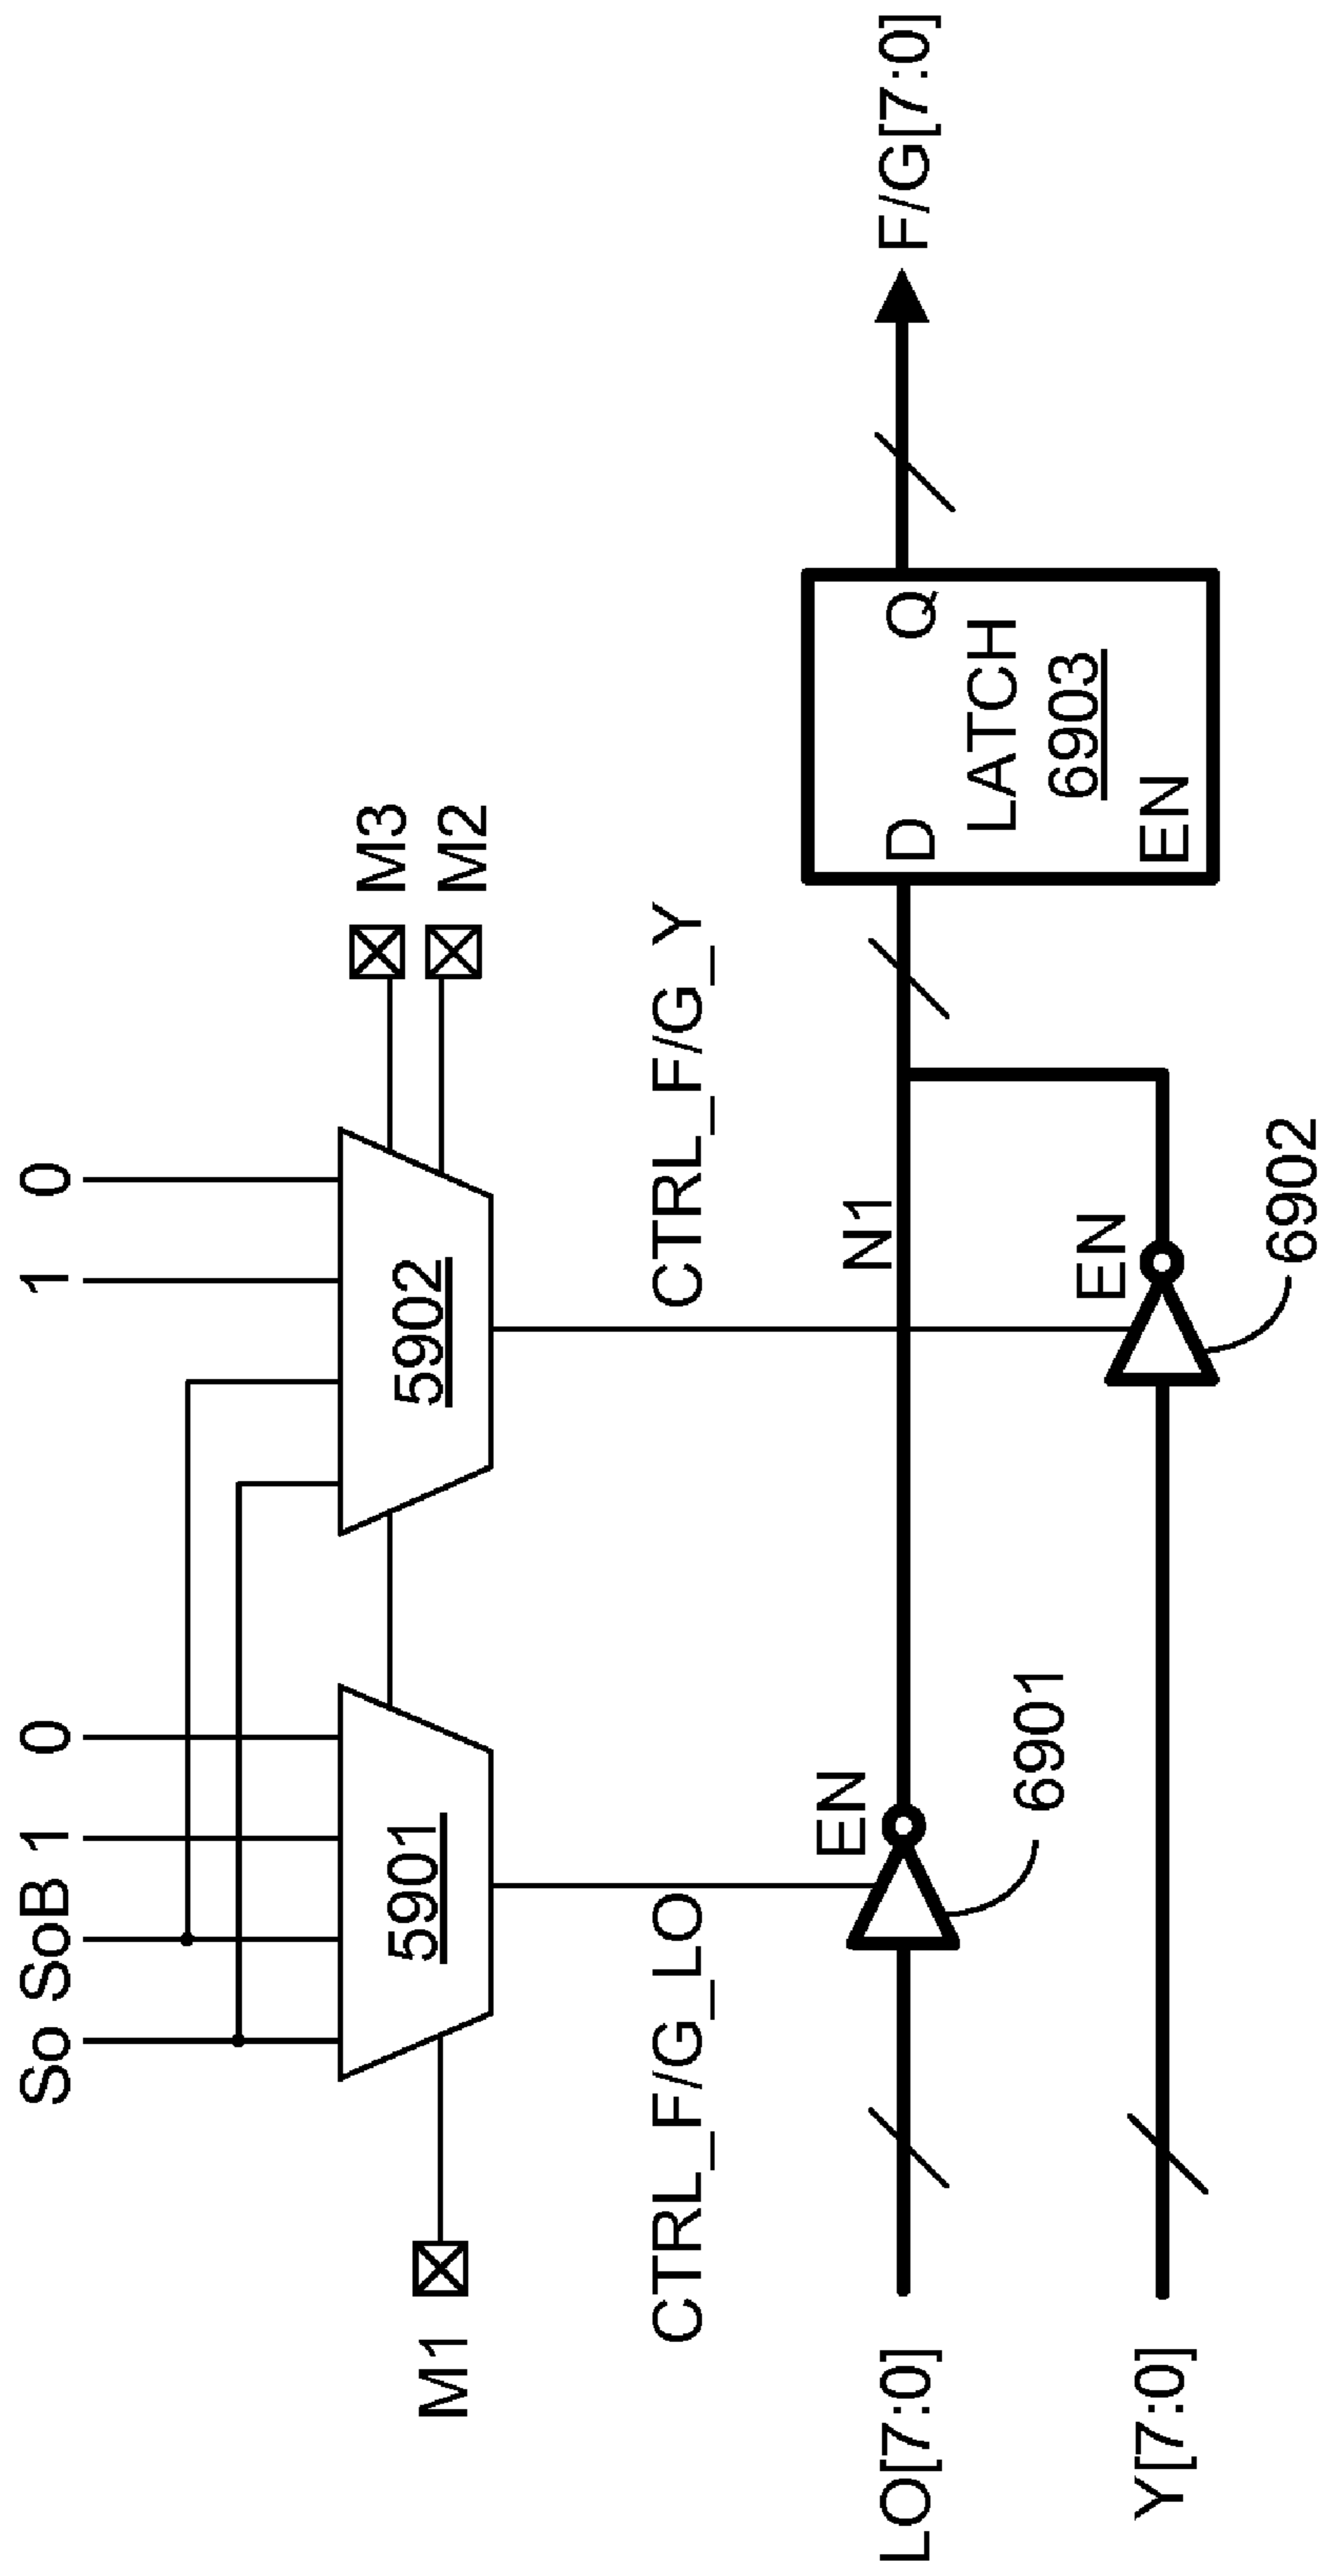 So SoB 1 0 1 0
M3
M2
5901
5902
M1
CTRL_F/G_LO
CTRL_F/G_Y
EN
N1
LO[7:0]
D
Q
F/G[7:0]
LATCH
6903
EN
6901
EN
Y[7:0]
6902